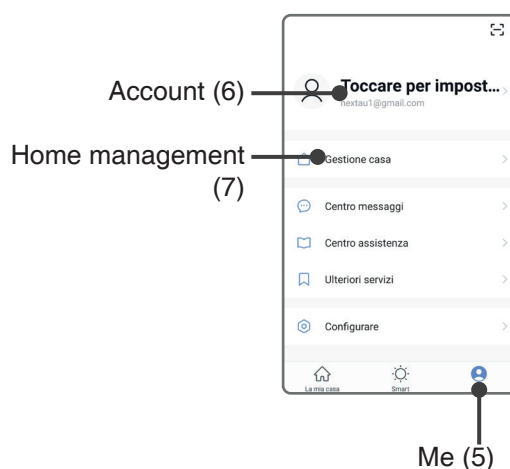 Account (6)
Toccare per impost...
nextau1@gmail.com
Home management
(7)
Gestione casa
Centro messaggi
Centro assistenza
Ulteriori servizi
Configurare
La mia casa
Smart
Me (5)